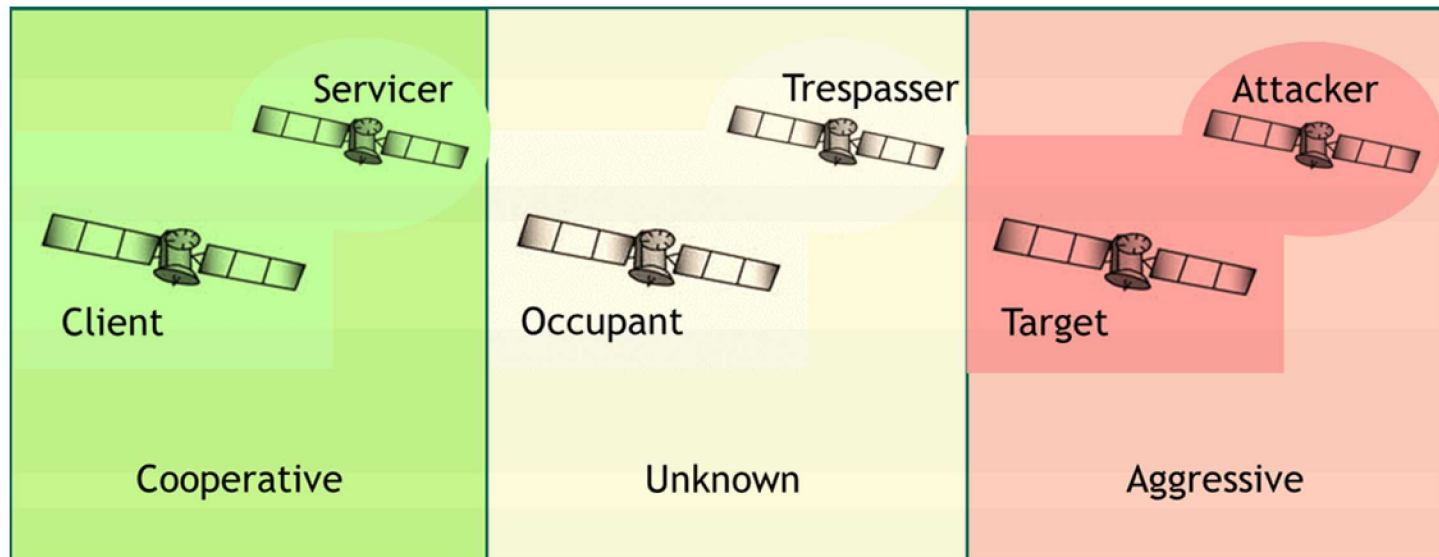 Servicer
Trespasser
Attacker
Client
Occupant
Target
Cooperative
Unknown
Aggressive